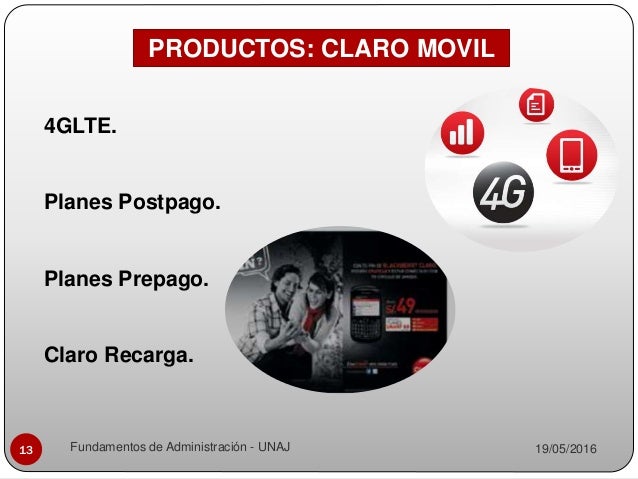 PRODUCTOS: CLARO MOVIL
4GLTE.
4G
Planes Postpago.
Planes Prepago.
S/.49
Claro Recarga.
13
Fundamentos de Administración - UNAJ
19/05/2016